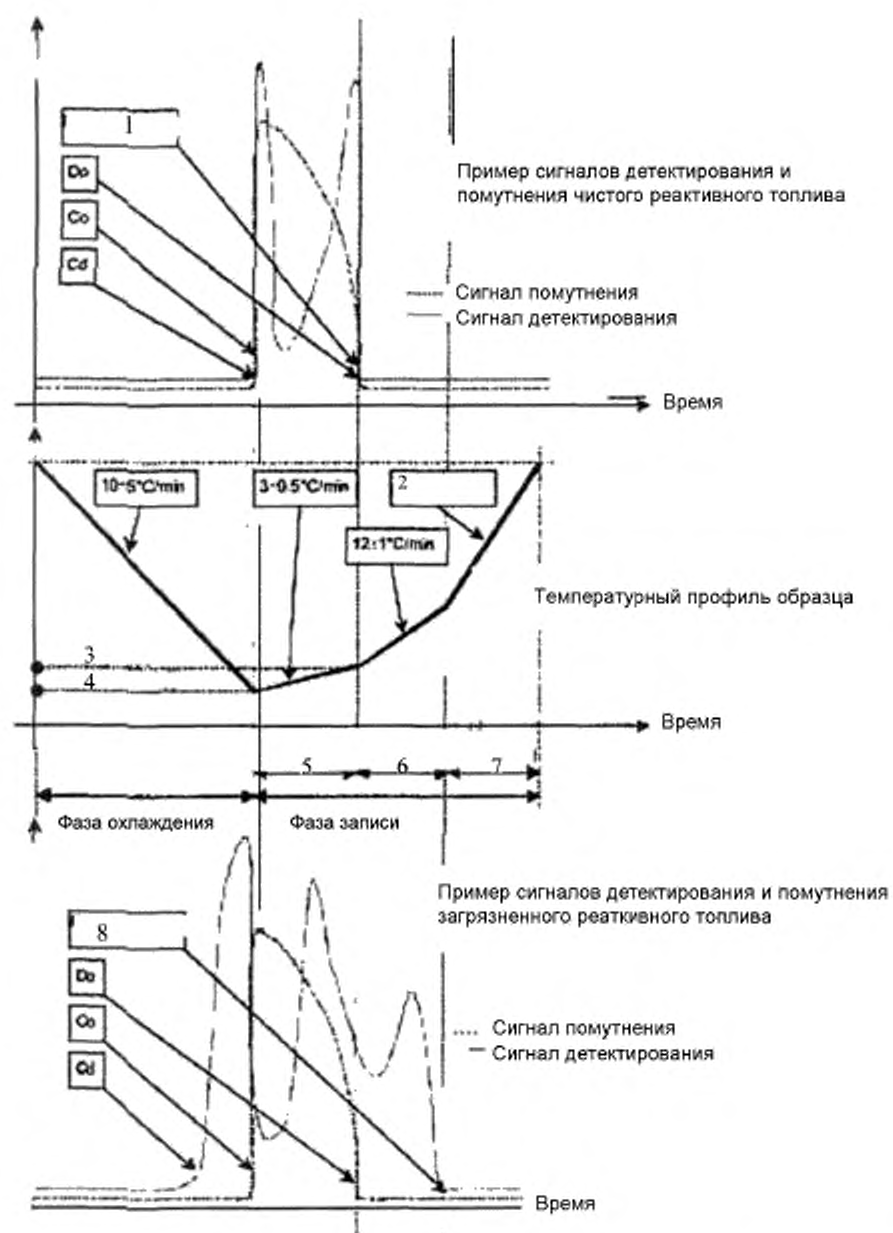 1
Do
Co
Cd
Пример сигналов детектирования и
помутнения чистого реактивного топлива
Сигнал помутнения
Сигнал детектирования
Время
10-5°C/min
3-0.5°C/min
2
12±1°C/min
Температурный профиль образца
3
4
Время
5
6
7
Фаза охлаждения
Фаза записи
Пример сигналов детектирования и помутнения
загрязненного реаткивного топлива
8
Do
Co
Cd
Сигнал помутнения
Сигнал детектирования
Время